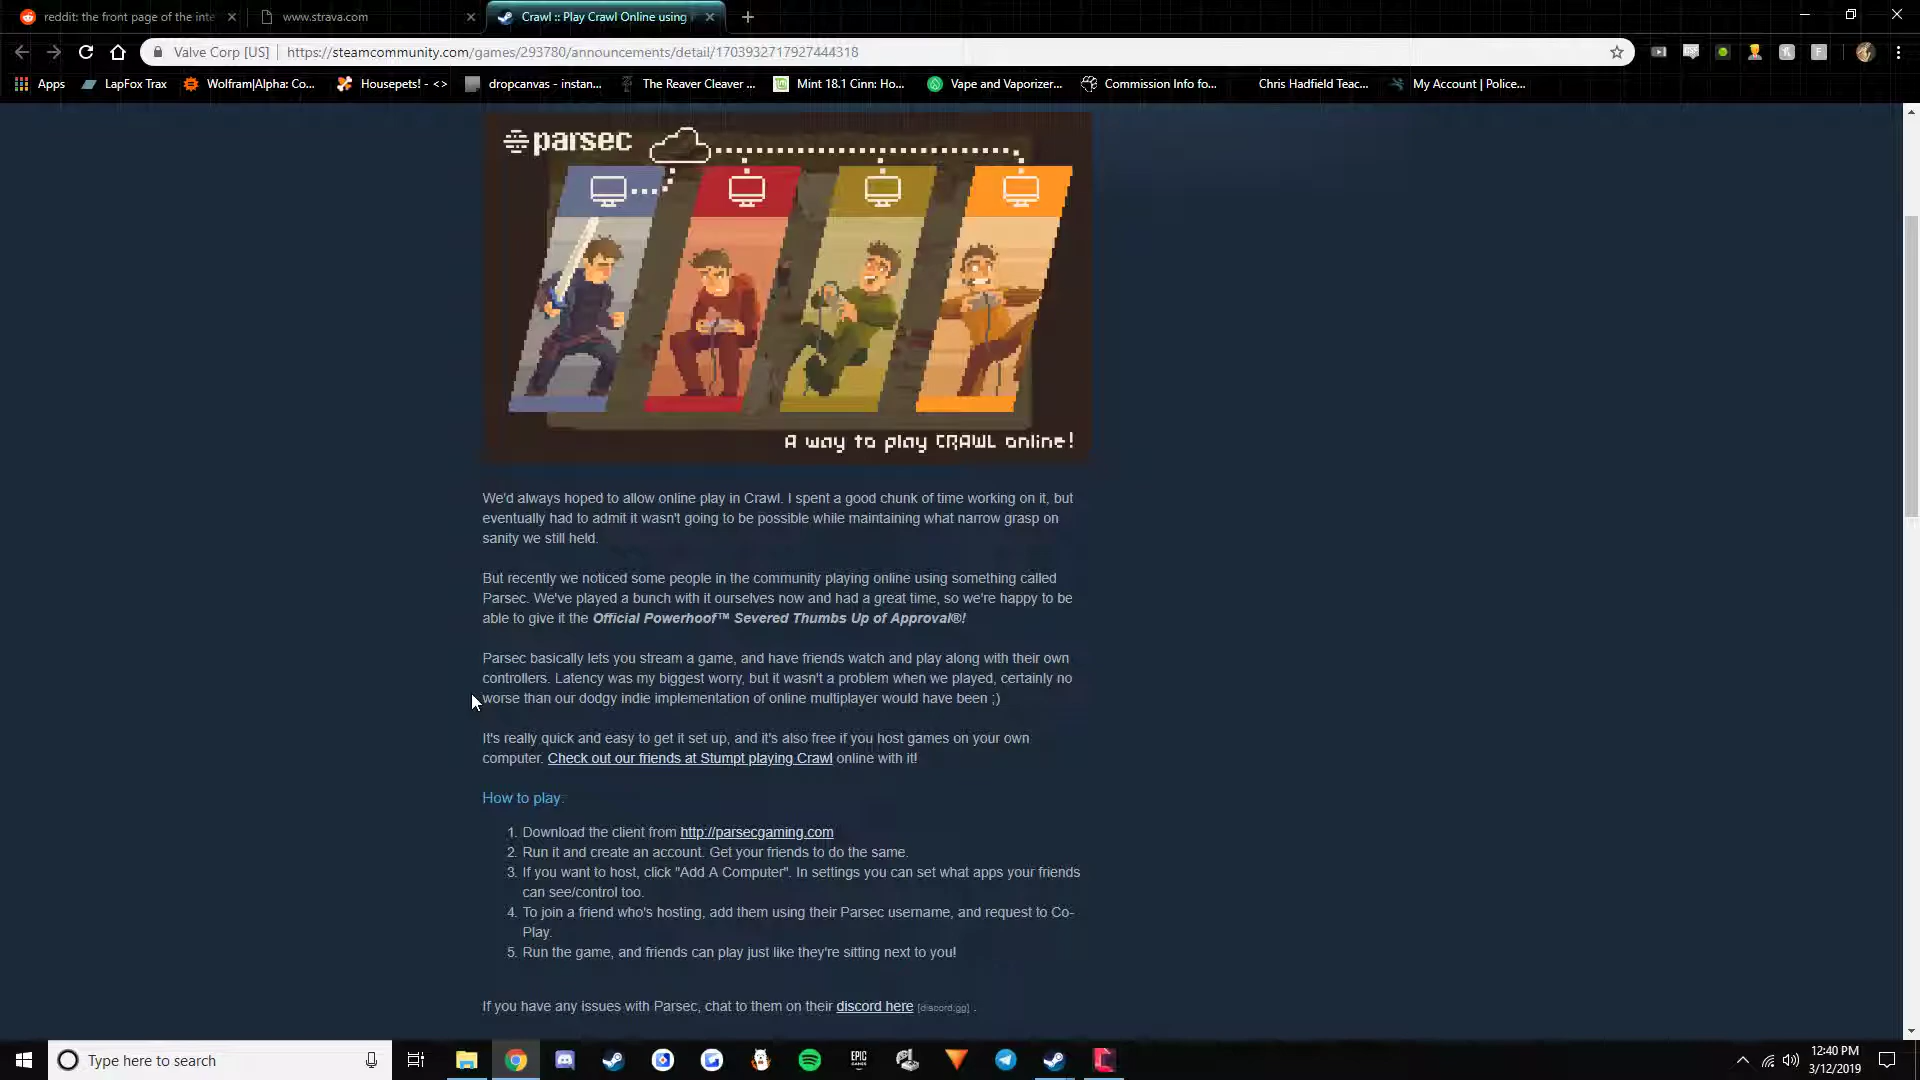 reddit: the front page of the inte
www.strava.com
Crawl :: Play Crawl Online using
Valve Corp [US]
https://steamcommunity.com/games/293780/announcements/detail/1703932717927444318
Apps
LapFox Trax
Wolfram|Alpha: Co...
Housepets! - <>
dropcanvas - instan...
The Reaver Cleaver ...
Mint 18.1 Cinn: Ho...
Vape and Vaporizer...
Commission Info fo...
Chris Hadfield Teac...
My Account | Police...
parsec
A way to play CRAWL online!
We'd always hoped to allow online play in Crawl. I spent a good chunk of time working on it, but
eventually had to admit it wasn't going to be possible while maintaining what narrow grasp on
sanity we still held.
But recently we noticed some people in the community playing online using something called
Parsec. We've played a bunch with it ourselves now and had a great time, so we're happy to be
able to give it the Official Powerhoof™ Severed Thumbs Up of Approval®!
Parsec basically lets you stream a game, and have friends watch and play along with their own
controllers. Latency was my biggest worry, but it wasn't a problem when we played, certainly no
worse than our dodgy indie implementation of online multiplayer would have been ;)
It's really quick and easy to get it set up, and it's also free if you host games on your own
computer. Check out our friends at Stumpt playing Crawl online with it!
How to play:
1. Download the client from http://parsecgaming.com
2. Run it and create an account. Get your friends to do the same.
3. If you want to host, click "Add A Computer". In settings you can set what apps your friends
can see/control too.
4. To join a friend who's hosting, add them using their Parsec username, and request to Co-
Play.
5. Run the game, and friends can play just like they're sitting next to you!
If you have any issues with Parsec, chat to them on their discord here [discord.gg] .
Type here to search
EPIC GAMES
12:40 PM
3/12/2019